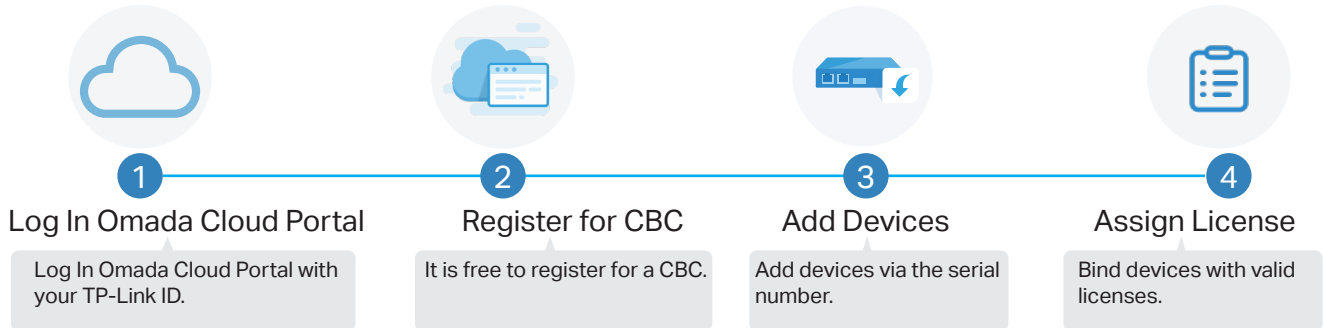 1
2
3
4
Log In Omada Cloud Portal
Register for CBC
Add Devices
Assign License
Log In Omada Cloud Portal with
your TP-Link ID.
It is free to register for a CBC.
Add devices via the serial
number.
Bind devices with valid
licenses.